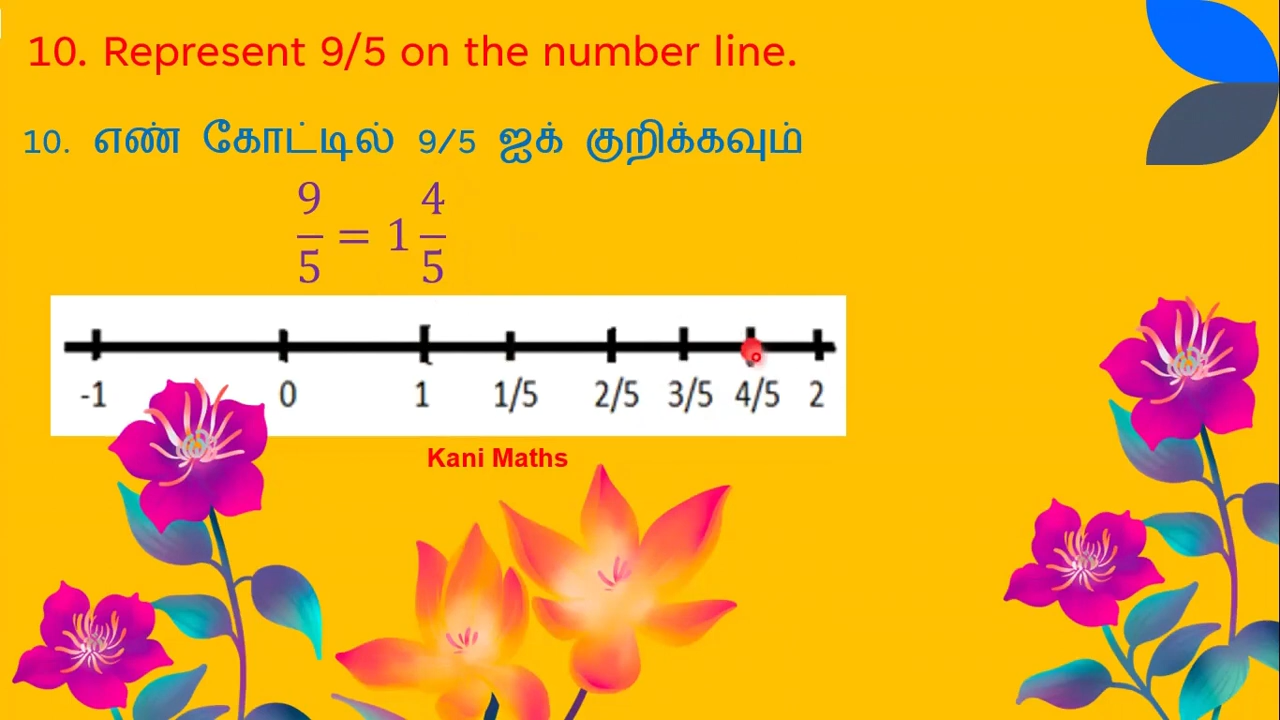 10. Represent 9/5 on the number line.
10. எண் கோட்டில் 9/5 ஐக் குறிக்கவும்
9/5 = 1 4/5
-1 0 1 1/5 2/5 3/5 4/5 2
Kani Maths